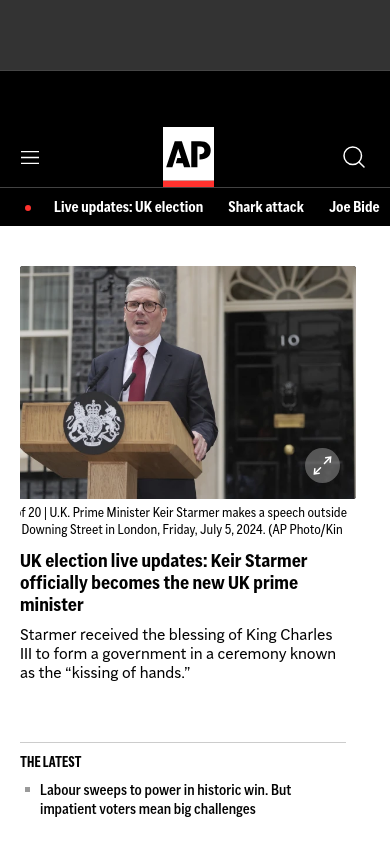 AP
Live updates: UK election Shark attack Joe Bide
10
of 20 | U.K. Prime Minister Keir Starmer makes a speech outside
Downing Street in London, Friday, July 5, 2024. (AP Photo/Kin
UK election live updates: Keir Starmer
officially becomes the new UK prime
minister
Starmer received the blessing of King Charles
III to form a government in a ceremony known
as the “kissing of hands.”
THE LATEST
Labour sweeps to power in historic win. But
impatient voters mean big challenges